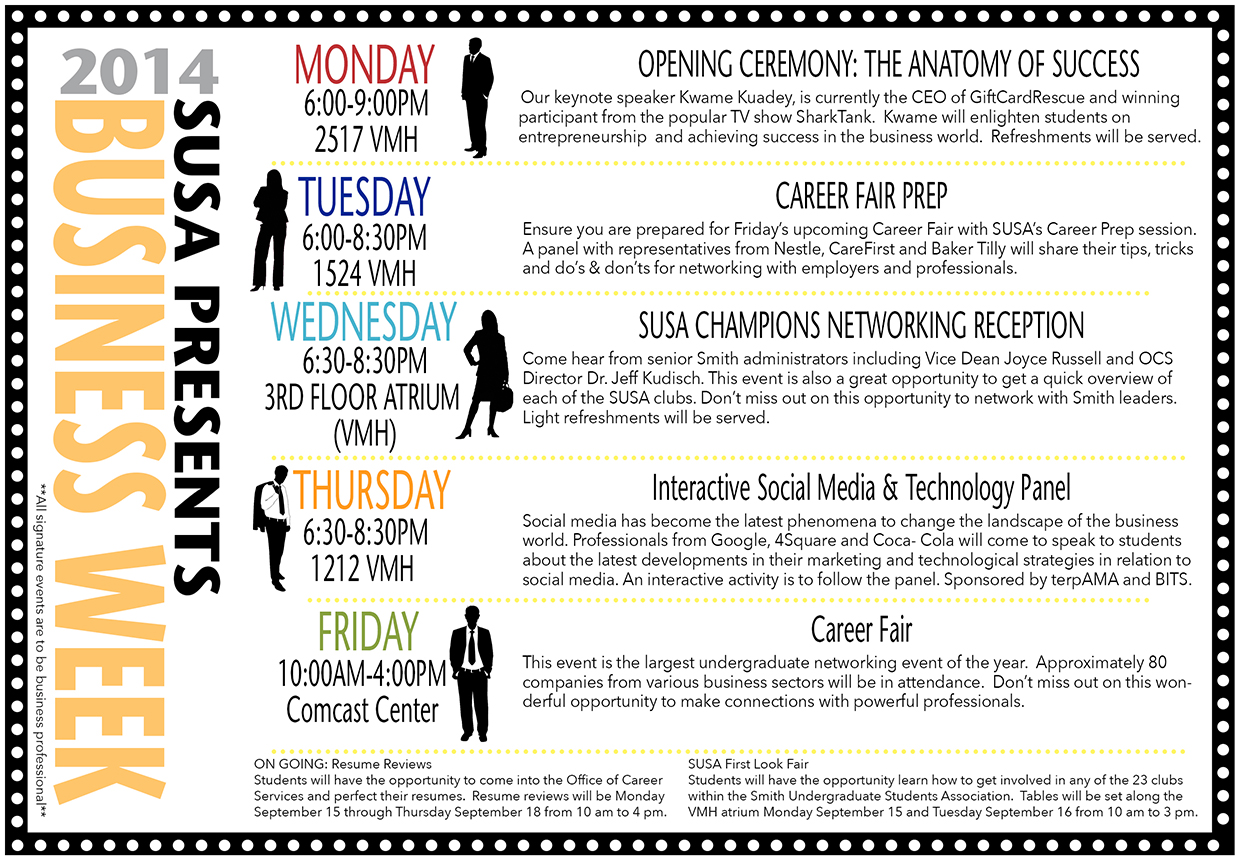 2014
SUSA PRESENTS
BUSINESS WEEK
**All signature events are to be business professional**
MONDAY
6:00-9:00PM
2517 VMH
OPENING CEREMONY: THE ANATOMY OF SUCCESS
Our keynote speaker Kwame Kuadey, is currently the CEO of GiftCardRescue and winning
participant from the popular TV show SharkTank. Kwame will enlighten students on
entrepreneurship and achieving success in the business world. Refreshments will be served.
TUESDAY
6:00-8:30PM
1524 VMH
CAREER FAIR PREP
Ensure you are prepared for Friday's upcoming Career Fair with SUSA's Career Prep session.
A panel with representatives from Nestle, CareFirst and Baker Tilly will share their tips, tricks
and do's & don'ts for networking with employers and professionals.
WEDNESDAY
6:30-8:30PM
3RD FLOOR ATRIUM
(VMH)
SUSA CHAMPIONS NETWORKING RECEPTION
Come hear from senior Smith administrators including Vice Dean Joyce Russell and OCS
Director Dr. Jeff Kudisch. This event is also a great opportunity to get a quick overview of
each of the SUSA clubs. Don't miss out on this opportunity to network with Smith leaders.
Light refreshments will be served.
THURSDAY
6:30-8:30PM
1212 VMH
Interactive Social Media & Technology Panel
Social media has become the latest phenomena to change the landscape of the business
world. Professionals from Google, 4Square and Coca- Cola will come to speak to students
about the latest developments in their marketing and technological strategies in relation to
social media. An interactive activity is to follow the panel. Sponsored by terpAMA and BITS.
FRIDAY
10:00AM-4:00PM
Comcast Center
Career Fair
This event is the largest undergraduate networking event of the year. Approximately 80
companies from various business sectors will be in attendance. Don't miss out on this won-
derful opportunity to make connections with powerful professionals.
ON GOING: Resume Reviews
Students will have the opportunity to come into the Office of Career
Services and perfect their resumes. Resume reviews will be Monday
September 15 through Thursday September 18 from 10 am to 4 pm.
SUSA First Look Fair
Students will have the opportunity learn how to get involved in any of the 23 clubs
within the Smith Undergraduate Students Association. Tables will be set along the
VMH atrium Monday September 15 and Tuesday September 16 from 10 am to 3 pm.